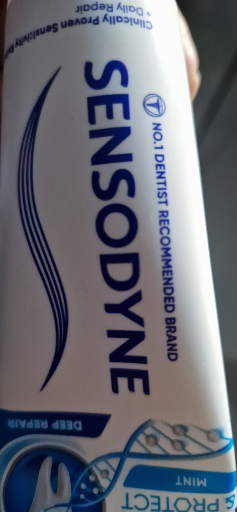 Clinically Proven Sensitivity
• Daily Repair
SENSODYNE
NO.1 DENTIST RECOMMENDED BRAND
DEEP REPAIR
& PROTECT
MINT